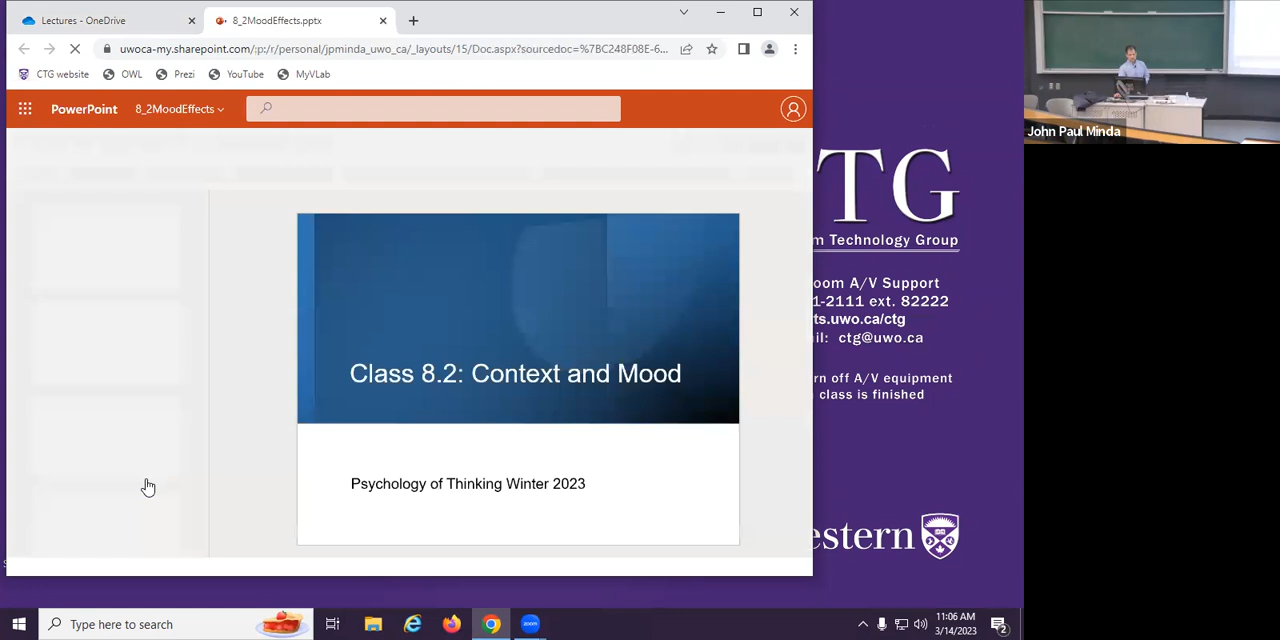 Lectures - OneDrive
8_2MoodEffects.pptx
uwoca-my.sharepoint.com/:p:/r/personal/jpminda_uwo_ca/_layouts/15/Doc.aspx?sourcedoc=%7BC248F08E-6...
CTG website
OWL
Prezi
YouTube
MyVLab
PowerPoint
8_2MoodEffects
Class 8.2: Context and Mood
Psychology of Thinking Winter 2023
TG
m Technology Group
oom A/V Support
1-2111 ext. 82222
ts.uwo.ca/ctg
il: ctg@uwo.ca
rn off A/V equipment
class is finished
estern
John Paul Minda
Type here to search
zoom
11:06 AM
3/14/2023
2